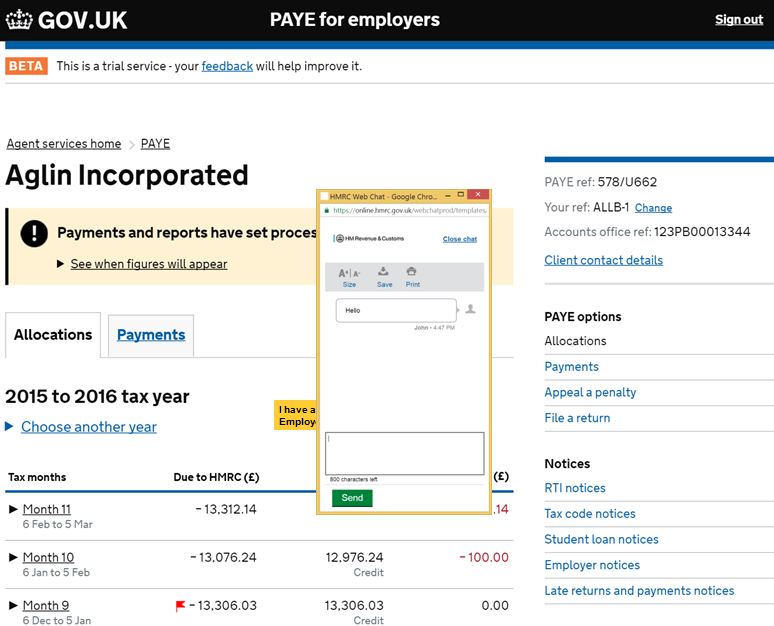 GOV.UK
PAYE for employers
Sign out
BETA This is a trial service - your feedback will help improve it.
Agent services home > PAYE
Aglin Incorporated
Payments and reports have set
See when figures will appear
Allocations
Payments
2015 to 2016 tax year
Choose another year
I have a
Tax months Due to HMRC (£) (£)
Month 11 -13,312.14 .14
6 Feb to 5 Mar
Month 10 -13,076.24 12,976.24 -100.00
6 Jan to 5 Feb Credit
Month 9 -13,306.03 13,306.03 0.00
6 Dec to 5 Jan Credit
HMRC Web Chat - Google Chro...
https://online.hmrc.gov.uk/webchatprod/templates/
HM Revenue & Customs
Close chat
A+ A-
Size Save Print
Hello
John • 4:47 PM
800 characters left
Send
PAYE ref: 578/U662
Your ref: ALLB-1 Change
Accounts office ref: 123PB00013344
Client contact details
PAYE options
Allocations
Payments
Appeal a penalty
File a return
Notices
RTI notices
Tax code notices
Student loan notices
Employer notices
Late returns and payments notices